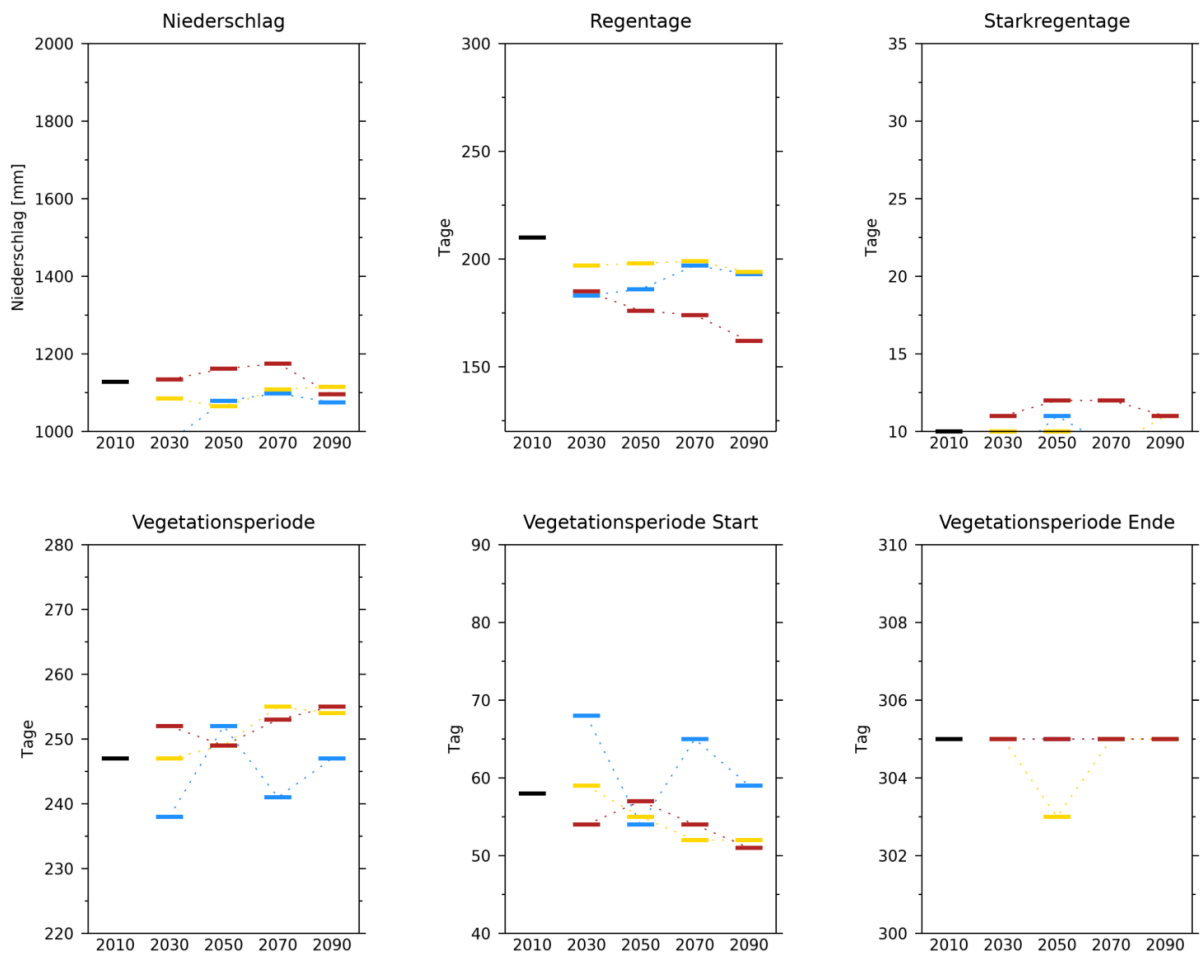 Niederschlag
Regentage
Starkregentage
2000
1800
1600
1400
1200
1000
Niederschlag [mm]
2010 2030 2050 2070 2090
300
250
200
150
Tage
2010 2030 2050 2070 2090
35
30
25
20
15
10
Tage
2010 2030 2050 2070 2090
Vegetationsperiode
Vegetationsperiode Start
Vegetationsperiode Ende
280
270
260
250
240
230
220
Tage
2010 2030 2050 2070 2090
90
80
70
60
50
40
Tag
2010 2030 2050 2070 2090
310
308
306
304
302
300
Tag
2010 2030 2050 2070 2090